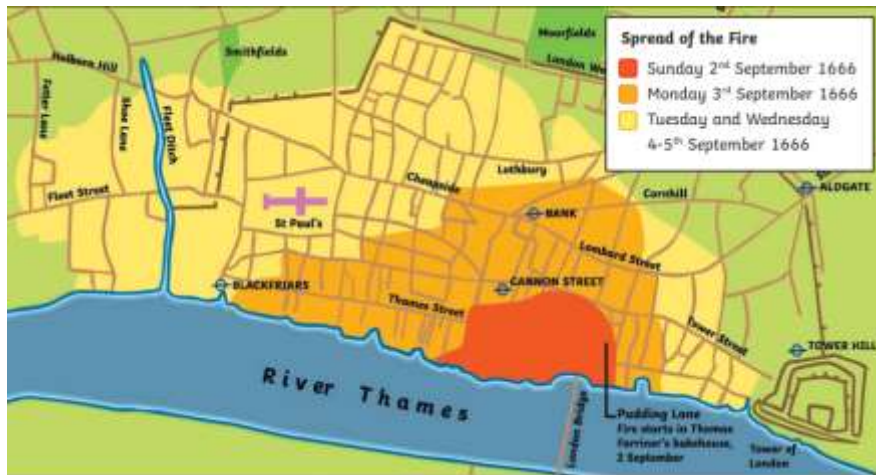 Spread of the Fire
Sunday 2nd September 1666
Monday 3rd September 1666
Tuesday and Wednesday
4-5th September 1666
Moorfields
Smithfields
Holborn Hill
London
Fetter Lane
Shoe Lane
Fleet Ditch
Fleet Street
Cheapside
Lothbury
Cornhill
ALDGATE
St Paul's
BANK
Lombard Street
BLACKFRIARS
CANNON STREET
Thames Street
Tower Street
TOWER HILL
River Thames
London Bridge
Pudding Lane
Fire starts in Thomas
Farriner's bakehouse,
2 September
Tower of
London